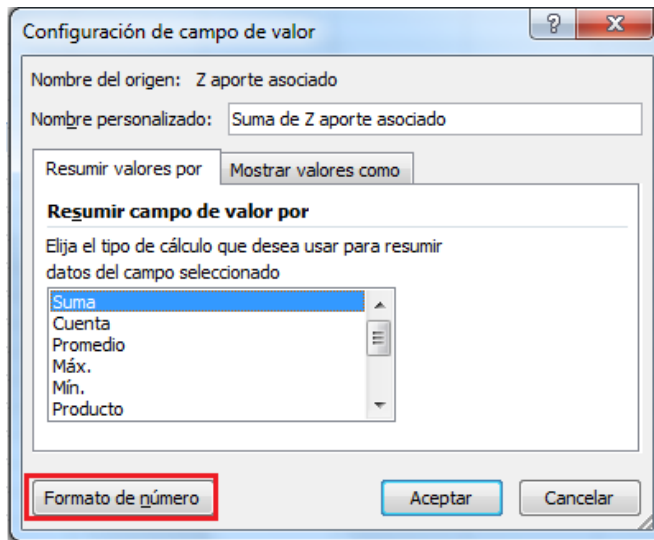 Configuración de campo de valor
Nombre del origen: Z aporte asociado
Nombre personalizado: Suma de Z aporte asociado
Resumir valores por Mostrar valores como
Resumir campo de valor por
Elija el tipo de cálculo que desea usar para resumir
datos del campo seleccionado
Suma
Cuenta
Promedio
Máx.
Mín.
Producto
Formato de número Aceptar Cancelar